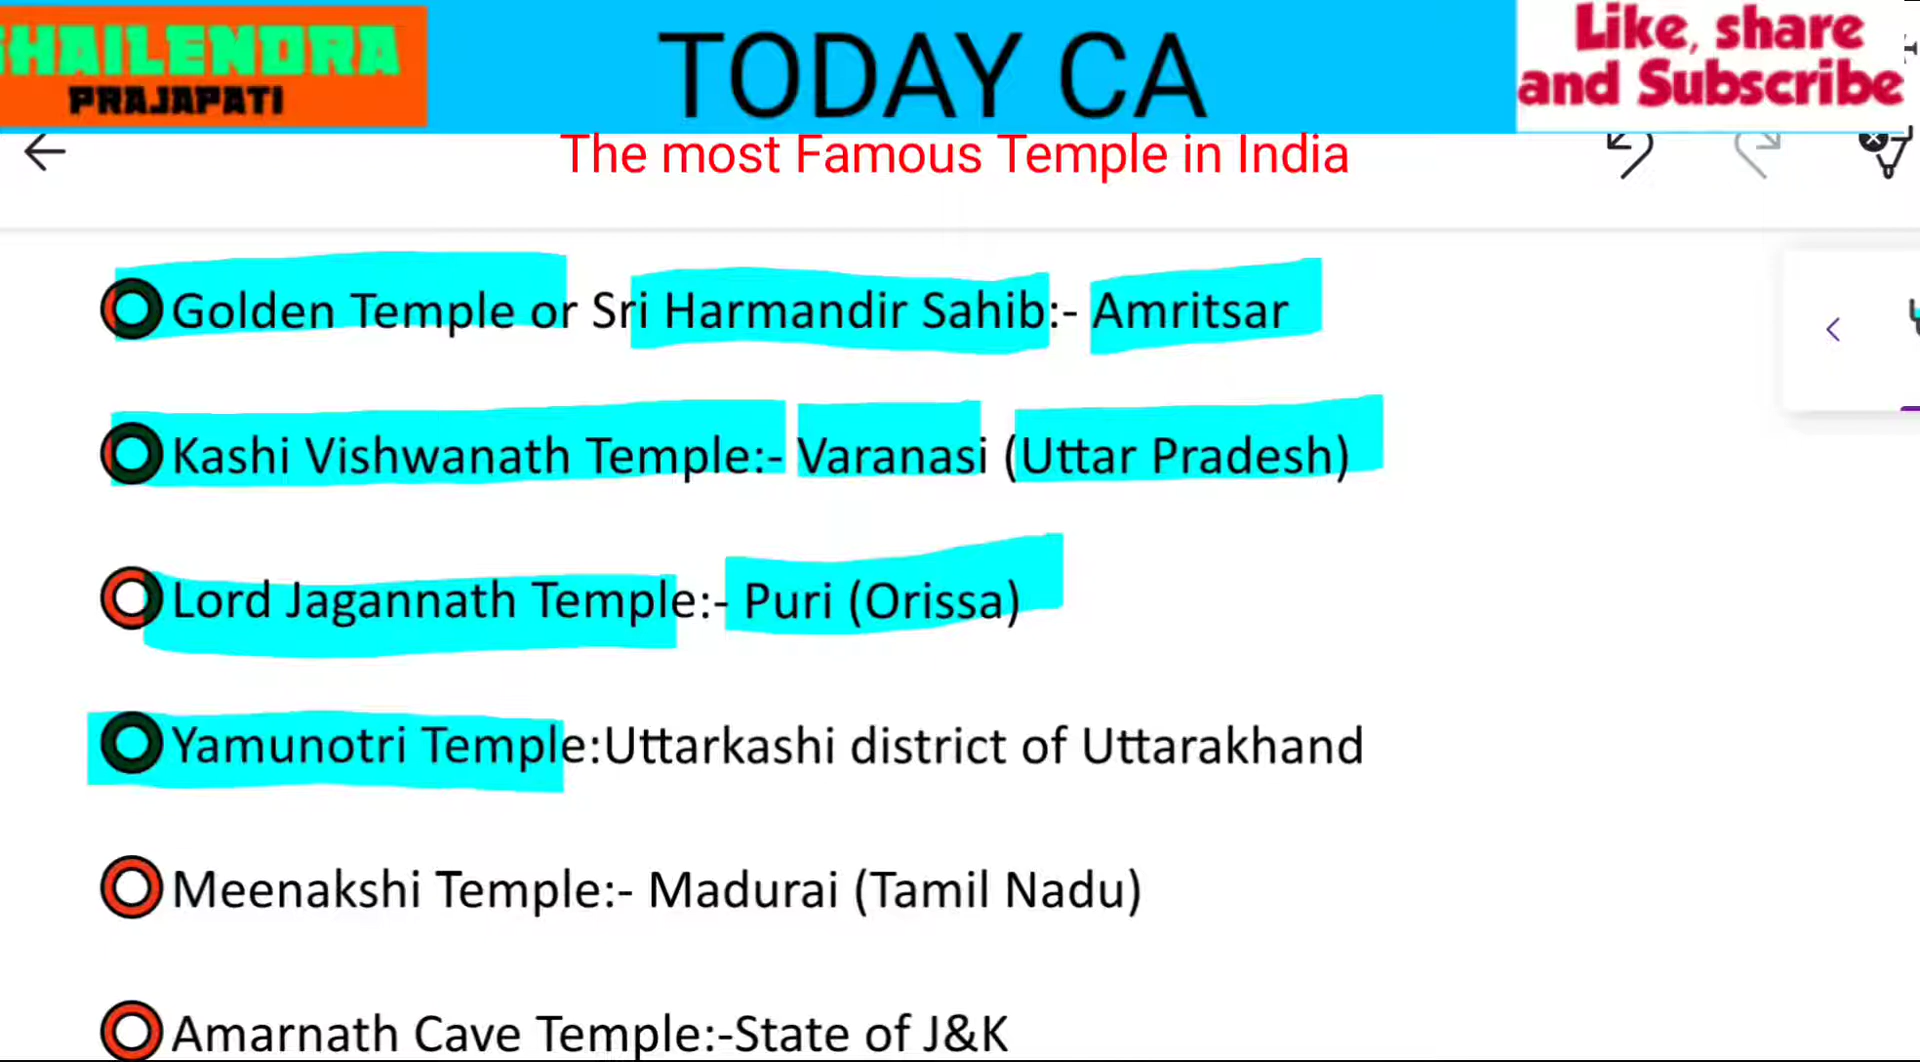 HAILENDRA
PRAJAPATI
TODAY CA
Like, share
and Subscribe
The most Famous Temple in India
Golden Temple or Sri Harmandir Sahib:- Amritsar
Kashi Vishwanath Temple:- Varanasi (Uttar Pradesh)
Lord Jagannath Temple:- Puri (Orissa)
Yamunotri Temple:Uttarkashi district of Uttarakhand
Meenakshi Temple:- Madurai (Tamil Nadu)
Amarnath Cave Temple:-State of J&K